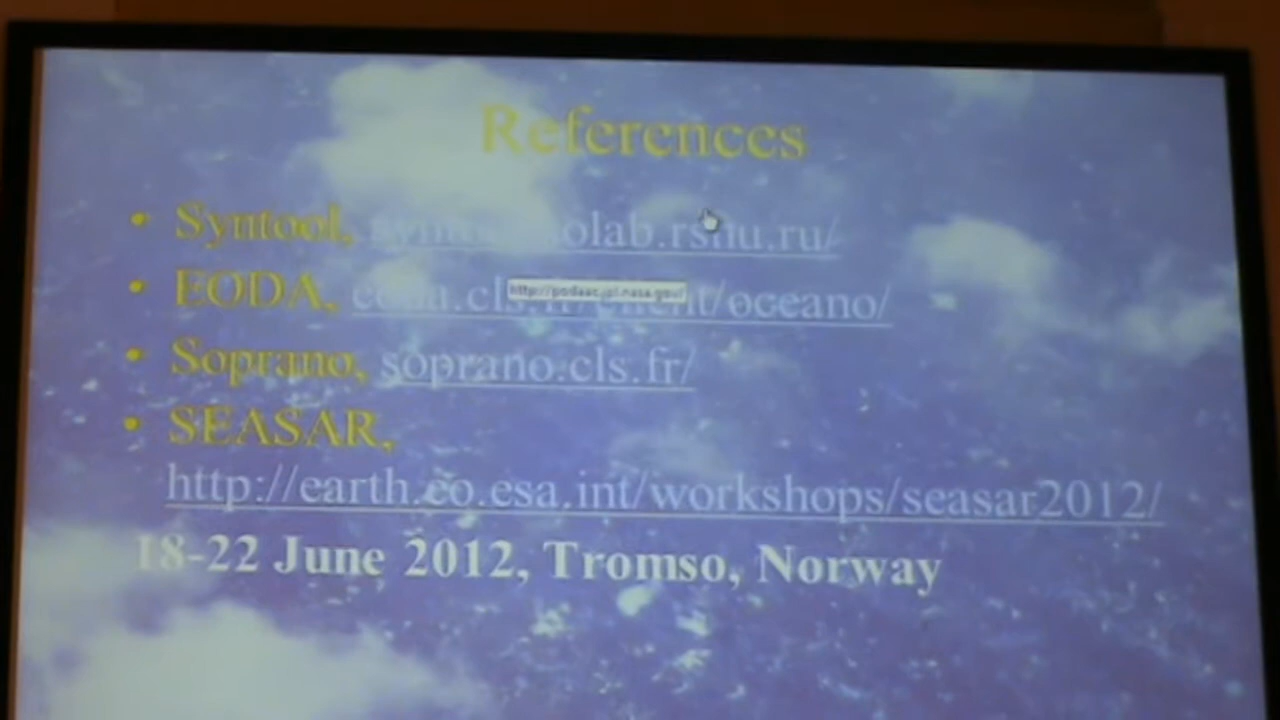 References
• Syntool, solab.rshu.ru/
• EODA, /oceano/
• Soprano, soprano.cls.fr/
• SEASAR,
http://earth.eo.esa.int/workshops/seasar2012/
18-22 June 2012, Tromso, Norway